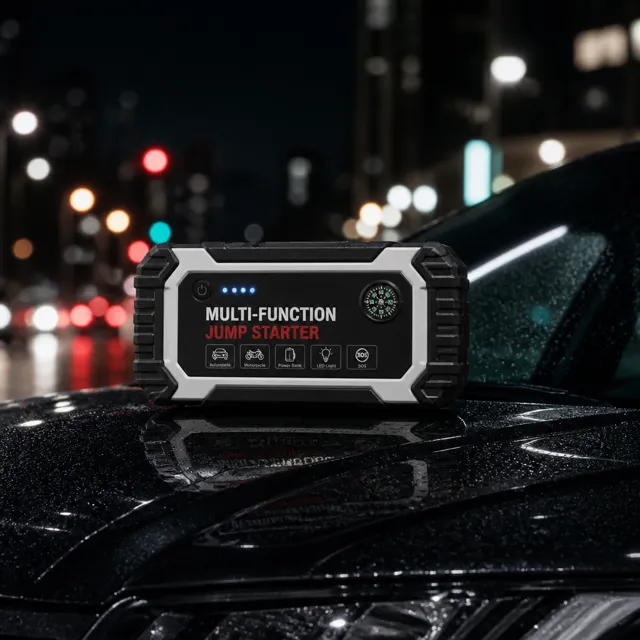 MULTI-FUNCTION
JUMP STARTER
Automobile
Motorcycle
Power Bank
LED Light
SOS
SOS